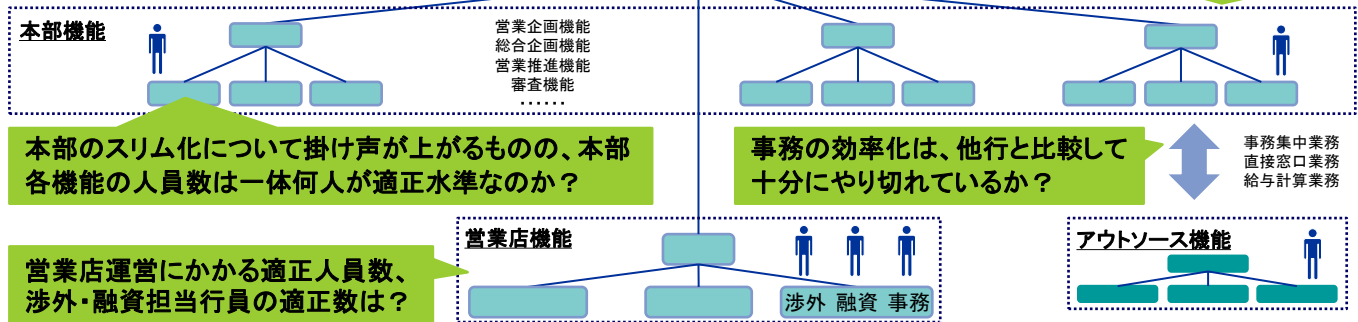 本部機能
営業企画機能
総合企画機能
営業推進機能
審査機能
……
本部のスリム化について掛け声が上がるものの、本部
各機能の人員数は一体何人が適正水準なのか？
事務の効率化は、他行と比較して
十分にやり切れているか？
事務集中業務
直接窓口業務
給与計算業務
営業店機能
渉外 融資 事務
営業店運営にかかる適正人員数、
渉外・融資担当行員の適正数は？
アウトソース機能